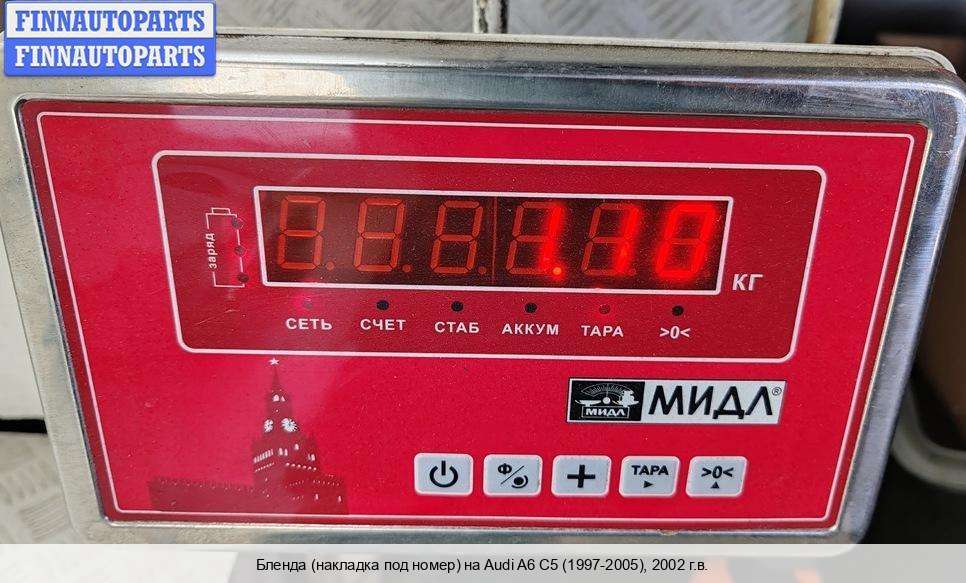 FINNAUTOPARTS
FINNAUTOPARTS
заряд
1.10
КГ
СЕТЬ СЧЕТ СТАБ АККУМ ТАРА >0<
МИДЛ МИДЛ®
Ф ТАРА >0<
Бленда (накладка под номер) на Audi A6 C5 (1997-2005), 2002 г.в.